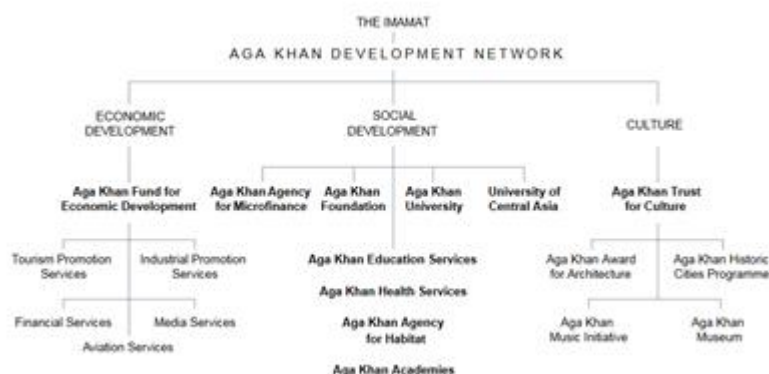 THE IMAMAT
AGA KHAN DEVELOPMENT NETWORK
ECONOMIC
DEVELOPMENT
SOCIAL
DEVELOPMENT
CULTURE
Aga Khan Fund for
Economic Development
Aga Khan Agency
for Microfinance
Aga Khan
Foundation
Aga Khan
University
University of
Central Asia
Aga Khan Trust
for Culture
Tourism Promotion
Services
Industrial Promotion
Services
Financial Services
Media Services
Aviation Services
Aga Khan Education Services
Aga Khan Health Services
Aga Khan Agency
for Habitat
Aga Khan Academies
Aga Khan Award
for Architecture
Aga Khan Historic
Cities Programme
Aga Khan
Music Initiative
Aga Khan
Museum